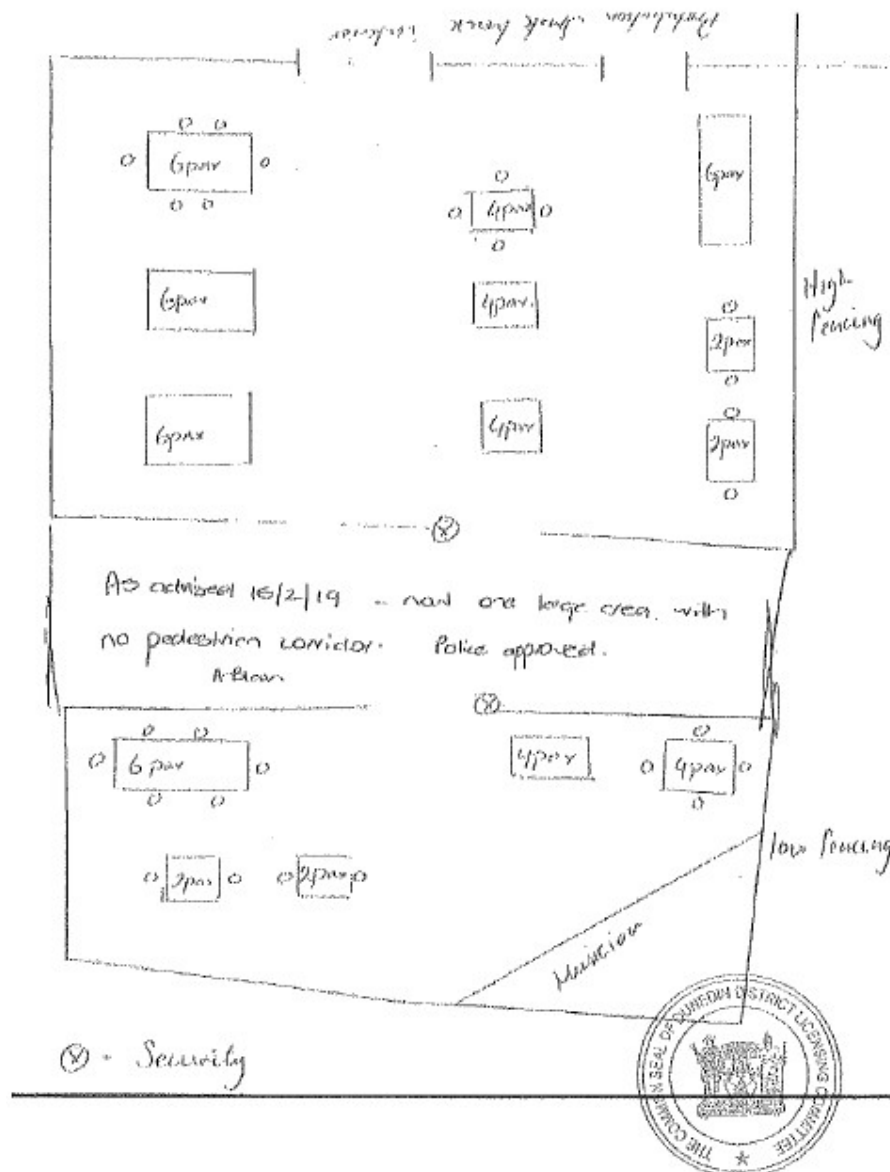 6pax
4pax
6pax
High
fencing
6pax
4pax
2pax
6pax
4pax
2pax
As advised 16/2/19 - now one large area with
no pedestrian corridor. Police approved.
6 pax
4pax
4pax
low fencing
2pax
2pax
Musician
Ⓧ - Security
THE COMMON SEAL OF DUNEDIN DISTRICT LICENSING COMMITTEE